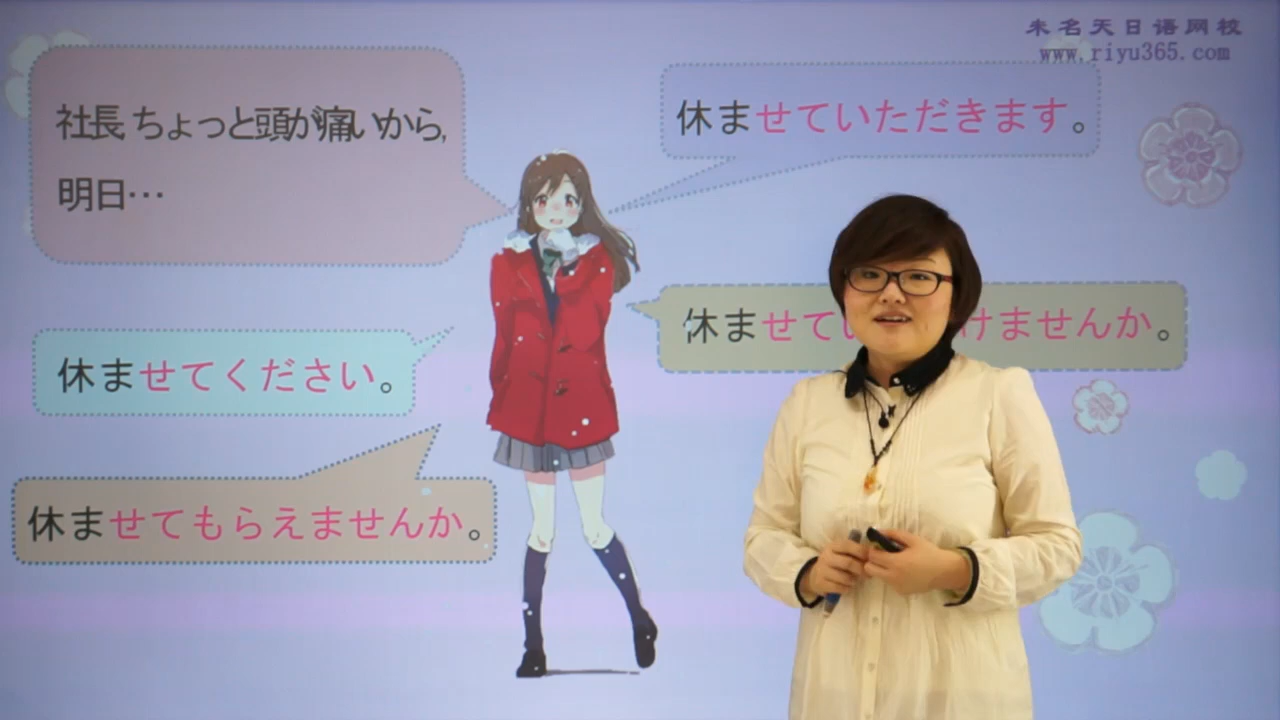 未名天日语网校
www.riyu365.com
社長ちょっと頭が痛いから,
明日…
休ませていただきます。
休ませてください。
休ませてい
けませんか。
休ませてもらえませんか。